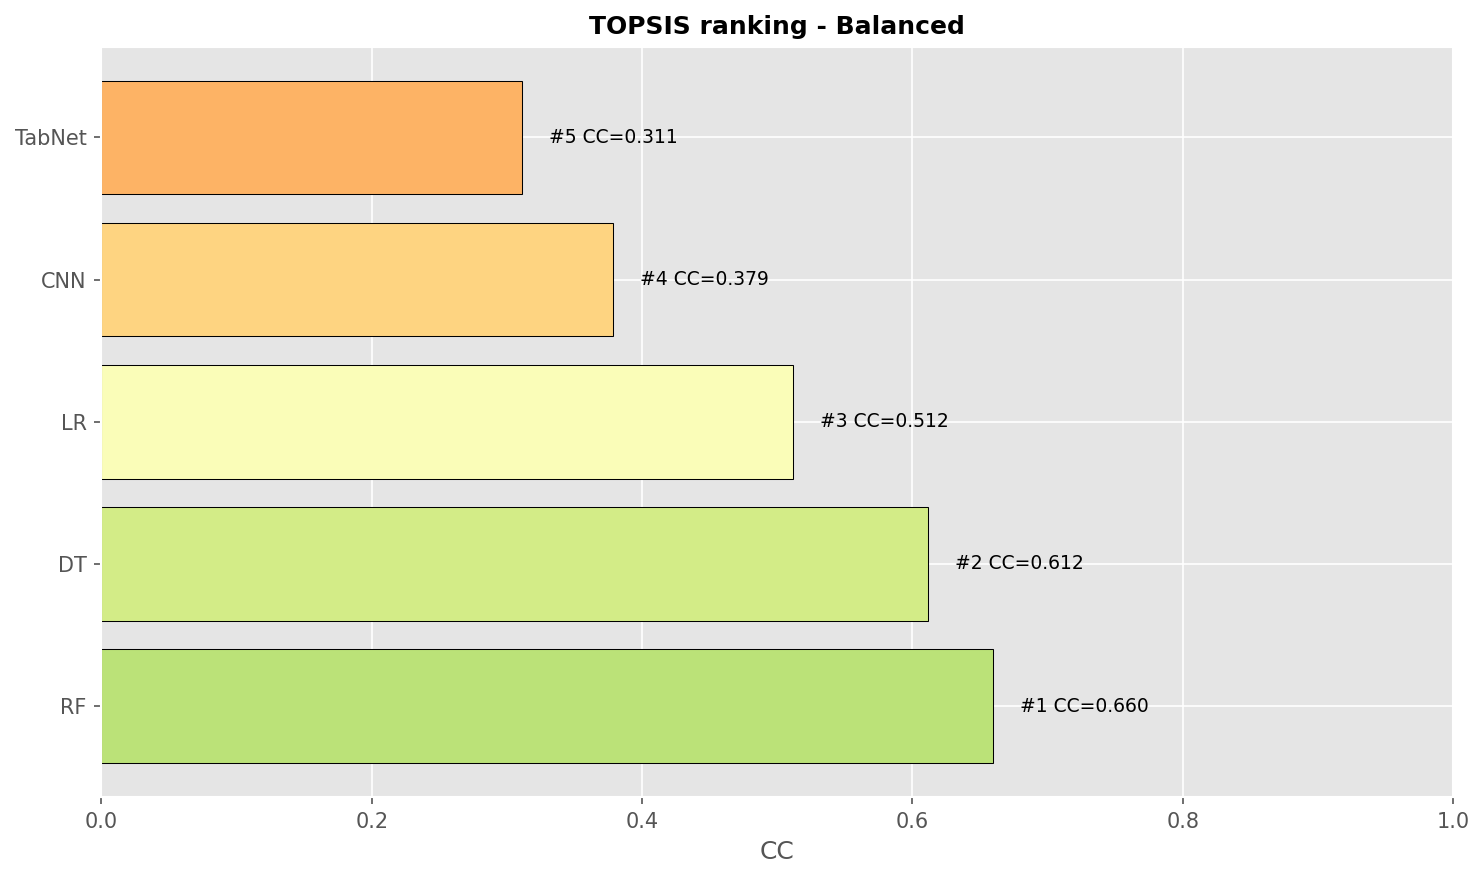 TOPSIS ranking - Balanced
TabNet
#5 CC=0.311
CNN
#4 CC=0.379
LR
#3 CC=0.512
DT
#2 CC=0.612
RF
#1 CC=0.660
0.0 0.2 0.4 0.6 0.8 1.0
CC